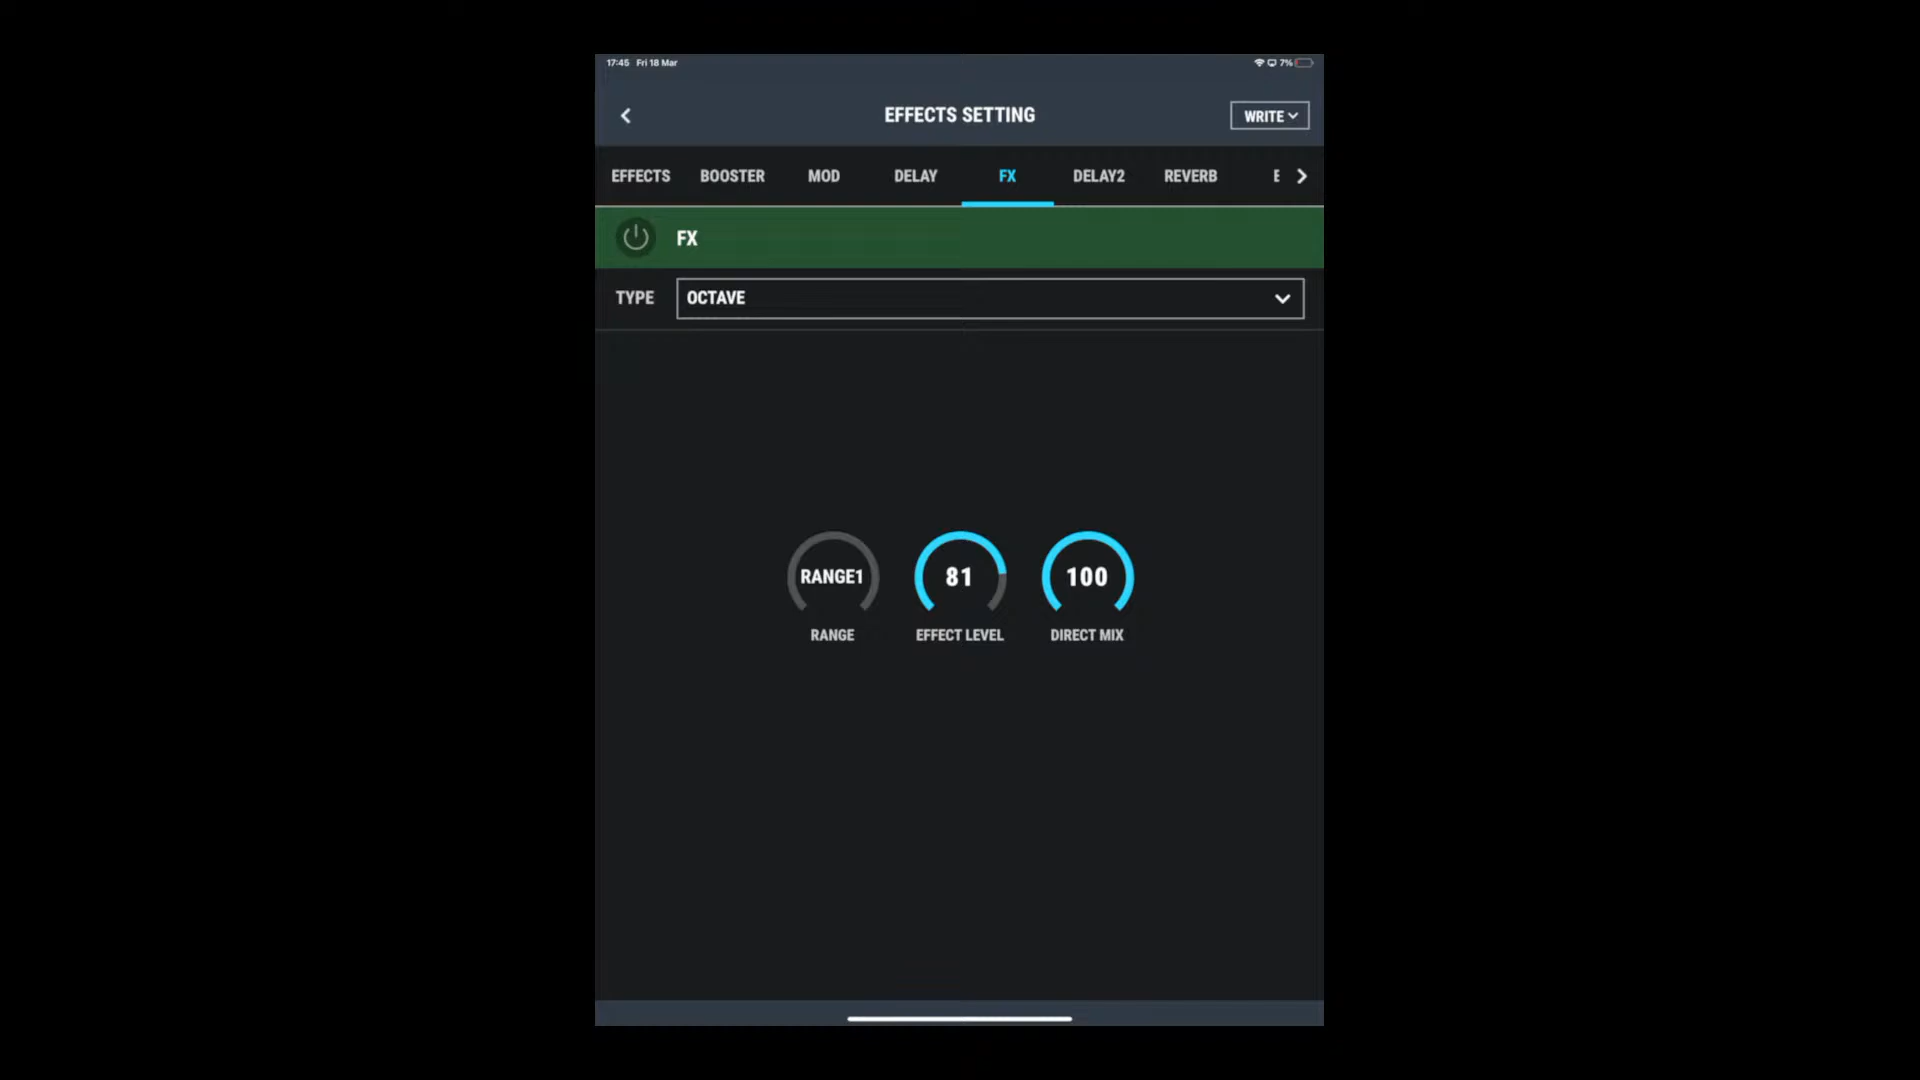 17:45 Fri 18 Mar
7%
EFFECTS SETTING
WRITE
EFFECTS BOOSTER MOD DELAY FX DELAY2 REVERB E
FX
TYPE OCTAVE
RANGE1 81 100
RANGE EFFECT LEVEL DIRECT MIX